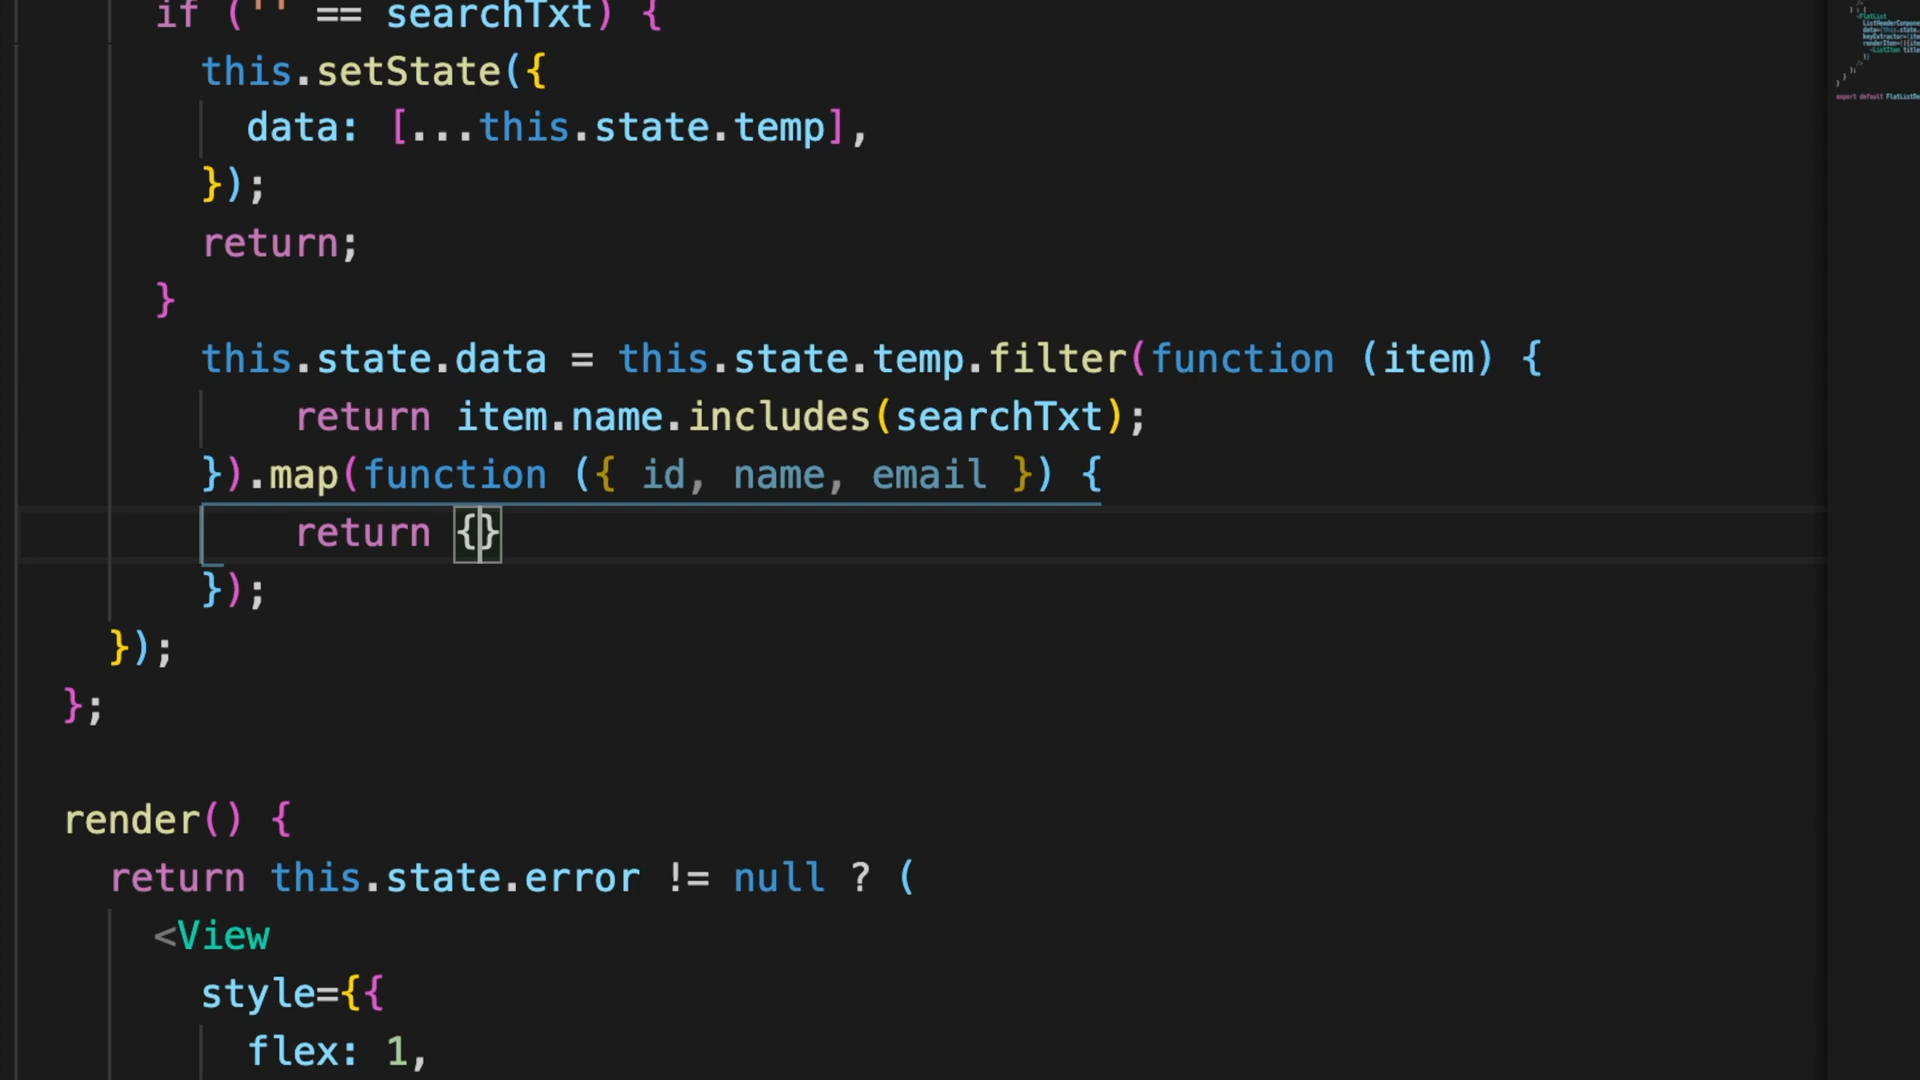 if ('' == searchTxt) {
this.setState({
data: [...this.state.temp],
});
return;
}
this.state.data = this.state.temp.filter(function (item) {
return item.name.includes(searchTxt);
}).map(function ({ id, name, email }) {
return {}
});
});
};
render() {
return this.state.error != null ? (
<View
style={{
flex: 1,